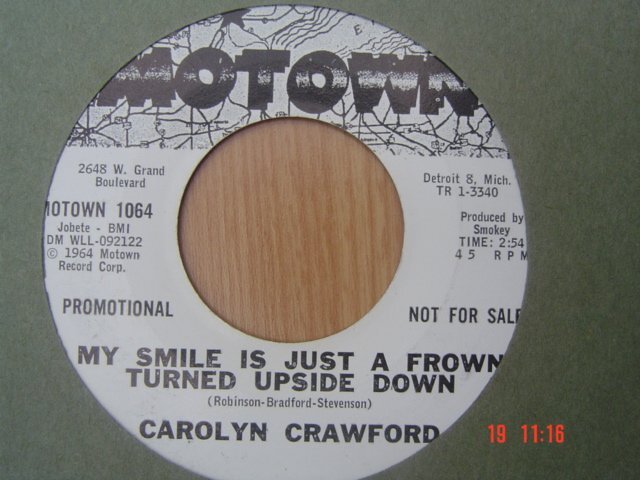 MOTOWN
2648 W. Grand
Boulevard
Detroit 8, Mich.
TR 1-3340
MOTOWN 1064
Jobete - BMI
DM WLL-092122
© 1964 Motown
Record Corp.
Produced by
Smokey
TIME: 2:54
45 RPM
PROMOTIONAL
NOT FOR SALE
MY SMILE IS JUST A FROWN
TURNED UPSIDE DOWN
(Robinson-Bradford-Stevenson)
CAROLYN CRAWFORD
19 11:16